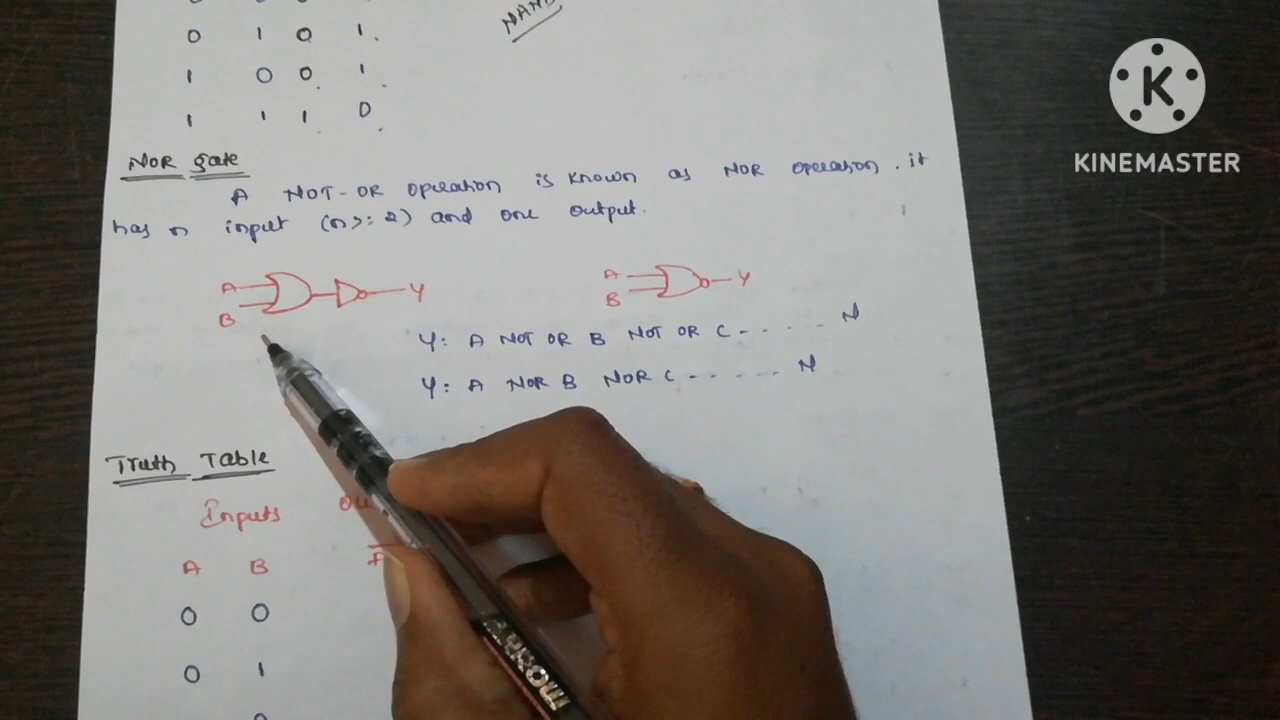 NAND
0 1 0 1.
1 0 0. 1
1 1 1. 0.
NOR gate
A NOT-OR operation is known as NOR operation. it
has n input (n>=2) and one output.
A
B
Y
A
B
Y
Y: A NOT OR B NOT OR C - - - - - N
Y: A NOR B NOR C - - - - - N
Truth Table
Inputs
A B
0 0
0 1
KINEMASTER
MODGY